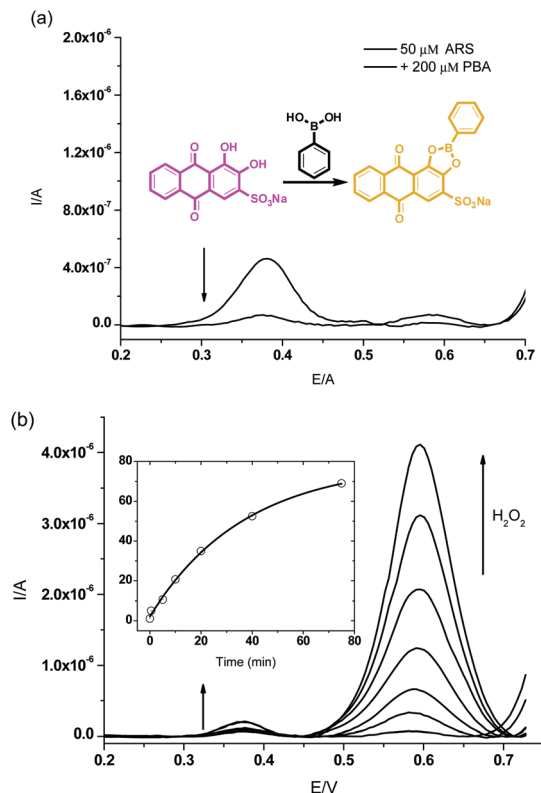 (a)
2.0x10⁻⁶
1.6x10⁻⁶
1.2x10⁻⁶
1.0x10⁻⁶
8.0x10⁻⁷
4.0x10⁻⁷
0.0
I/A
50 μM ARS
+ 200 μM PBA
HO
B
OH
O
OH
OH
SO₃Na
O
O
O
B
O
SO₃Na
O
0.2
0.3
0.4
0.5
0.6
0.7
E/A
(b)
4.0x10⁻⁶
3.0x10⁻⁶
2.0x10⁻⁶
1.0x10⁻⁶
0.0
I/A
80
60
40
20
0
0
20
40
60
80
Time (min)
H₂O₂
0.2
0.3
0.4
0.5
0.6
0.7
E/V